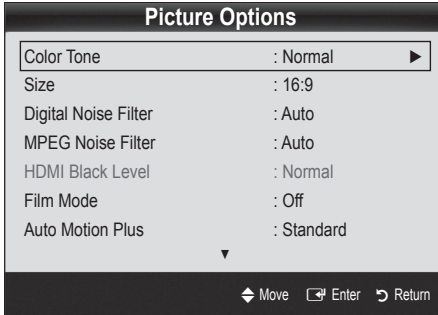 Picture Options
Color Tone : Normal ►
Size : 16:9
Digital Noise Filter : Auto
MPEG Noise Filter : Auto
HDMI Black Level : Normal
Film Mode : Off
Auto Motion Plus : Standard
▼
Move Enter Return